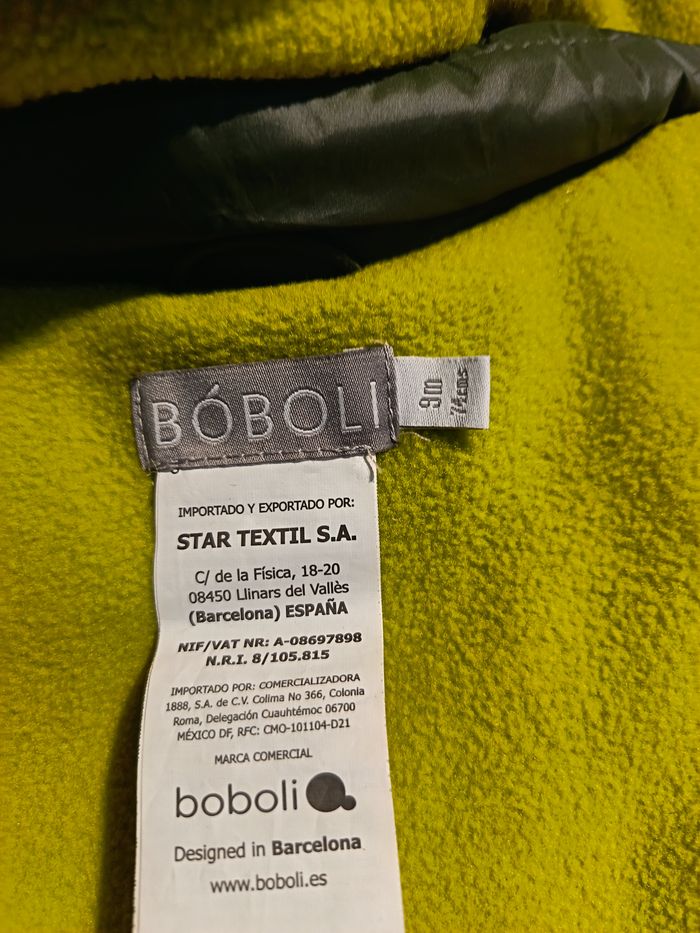 BÓBOLI
9m
74cms
IMPORTADO Y EXPORTADO POR:
STAR TEXTIL S.A.
C/ de la Física, 18-20
08450 Llinars del Vallès
(Barcelona) ESPAÑA
NIF/VAT NR: A-08697898
N.R.I. 8/105.815
IMPORTADO POR: COMERCIALIZADORA
1888, S.A. de C.V. Colima No 366, Colonia
Roma, Delegación Cuauhtémoc 06700
MÉXICO DF, RFC: CMO-101104-D21
MARCA COMERCIAL
boboli
Designed in Barcelona
www.boboli.es